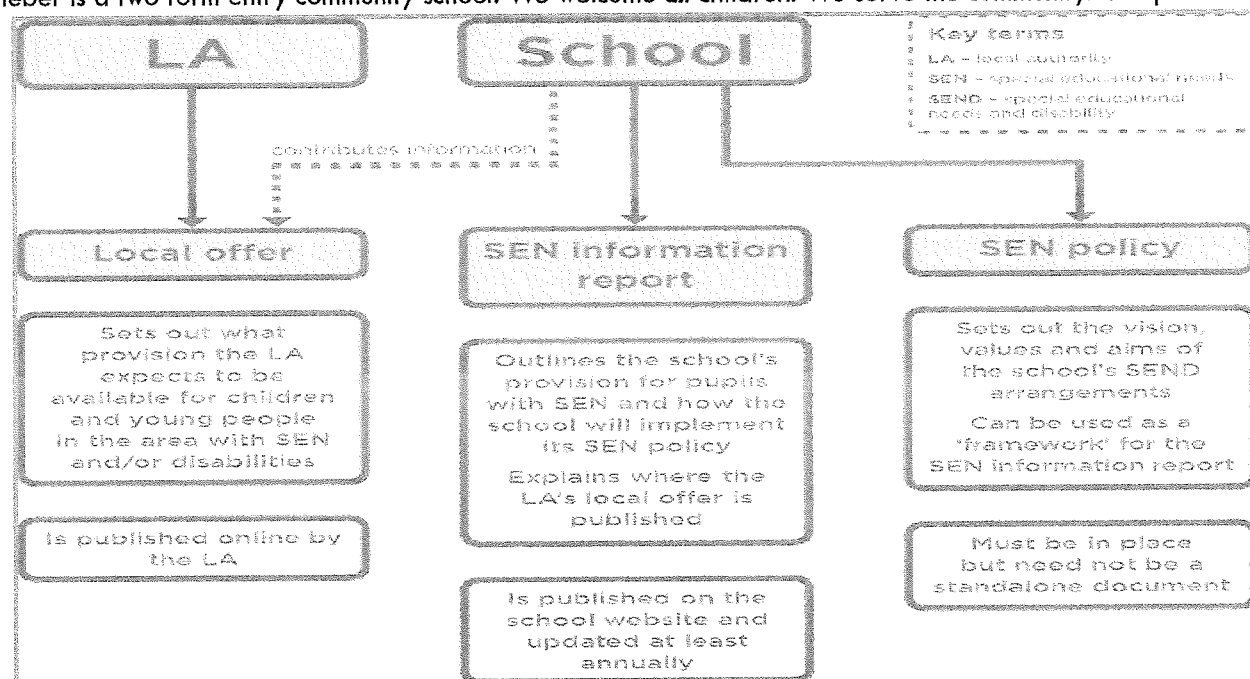 is a two form entry community school. We welcome all children. We serve the community.
LA
School
Key terms
LA – local authority
SEN – special educational needs
SEND – special educational
needs and disability
contributes information
Local offer
SEN information
report
SEN policy
Sets out what
provision the LA
expects to be
available for children
and young people
in the area with SEN
and/or disabilities
Is published online by
the LA
Outlines the school's
provision for pupils
with SEN and how the
school will implement
its SEN policy
Explains where the
LA's local offer is
published
Is published on the
school website and
updated at least
annually
Sets out the vision,
values and aims of
the school's SEND
arrangements
Can be used as a
'framework' for the
SEN information report
Must be in place
but need not be a
standalone document